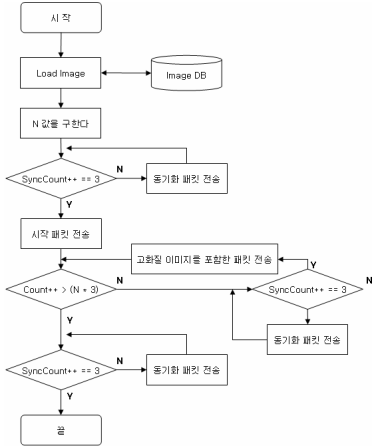 시 작
Load Image
Image DB
N 값을 구한다
SyncCount++ == 3
N
동기화 패킷 전송
Y
시작 패킷 전송
고화질 이미지를 포함한 패킷 전송
Y
Count++ > (N + 3)
N
SyncCount++ == 3
N
Y
동기화 패킷 전송
SyncCount++ == 3
N
동기화 패킷 전송
Y
끝